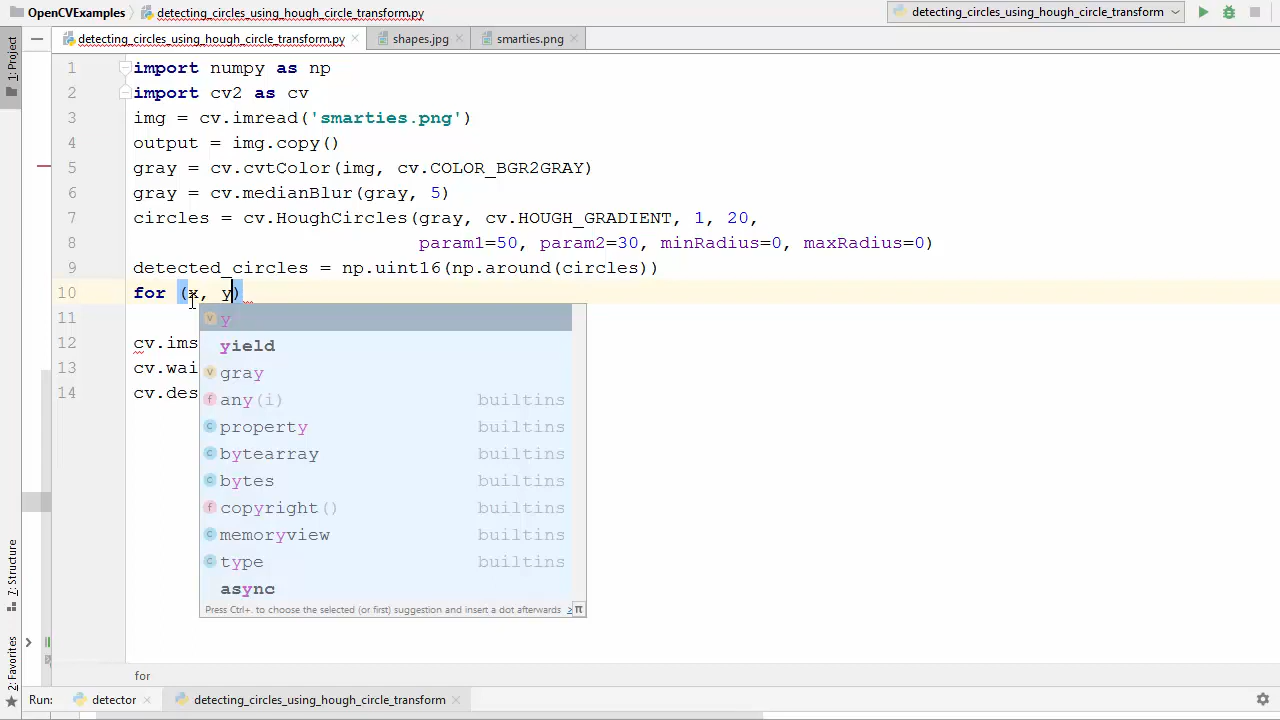 OpenCVExamples detecting_circles_using_hough_circle_transform.py detecting_circles_using_hough_circle_transform
detecting_circles_using_hough_circle_transform.py shapes.jpg smarties.png
1: Project
1 import numpy as np
2 import cv2 as cv
3 img = cv.imread('smarties.png')
4 output = img.copy()
5 gray = cv.cvtColor(img, cv.COLOR_BGR2GRAY)
6 gray = cv.medianBlur(gray, 5)
7 circles = cv.HoughCircles(gray, cv.HOUGH_GRADIENT, 1, 20,
8 param1=50, param2=30, minRadius=0, maxRadius=0)
9 detected_circles = np.uint16(np.around(circles))
10 for (x, y)
11
12 cv.ims
13 cv.wai
14 cv.des
v y
yield
v gray
f any(i) builtins
c property builtins
c bytearray builtins
c bytes builtins
f copyright() builtins
c memoryview builtins
c type builtins
async
Press Ctrl+. to choose the selected (or first) suggestion and insert a dot afterwards >> π
7: Structure
2: Favorites
for
Run: detector detecting_circles_using_hough_circle_transform